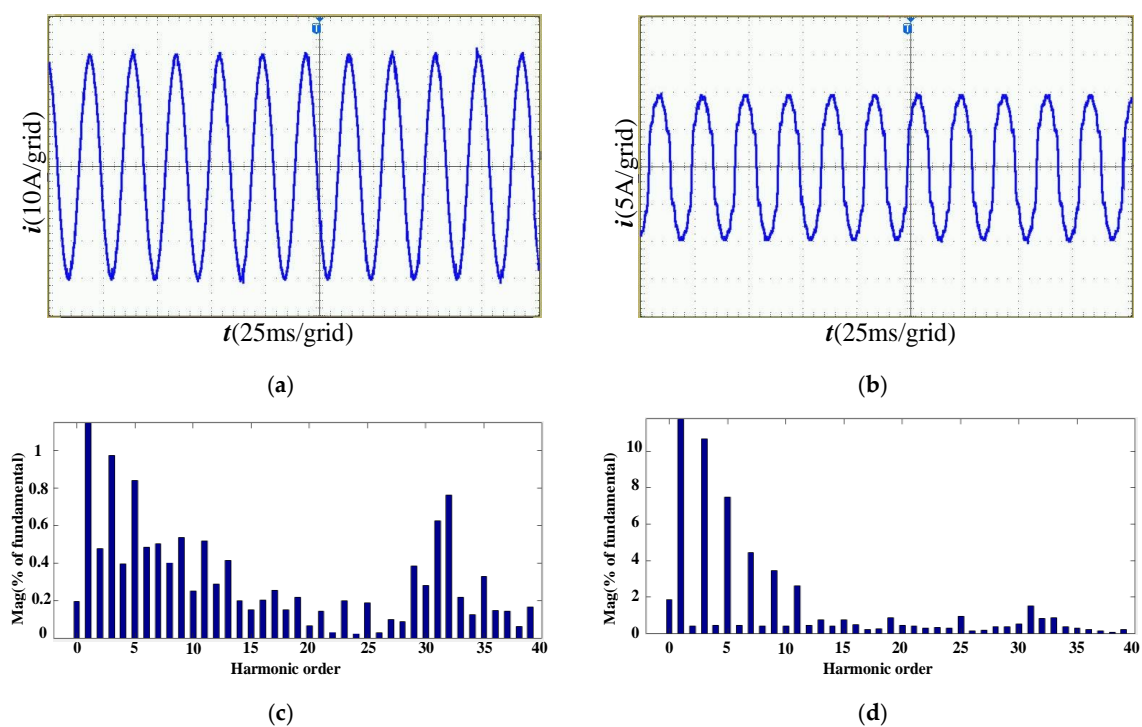 T
T
i(10A/grid)
i(5A/grid)
t(25ms/grid)
t(25ms/grid)
(a)
(b)
1
0.8
0.6
0.4
0.2
0
Mag(% of fundamental)
0 5 10 15 20 25 30 35 40
Harmonic order
10
8
6
4
2
0
Mag(% of fundamental)
0 5 10 15 20 25 30 35 40
Harmonic order
(c)
(d)